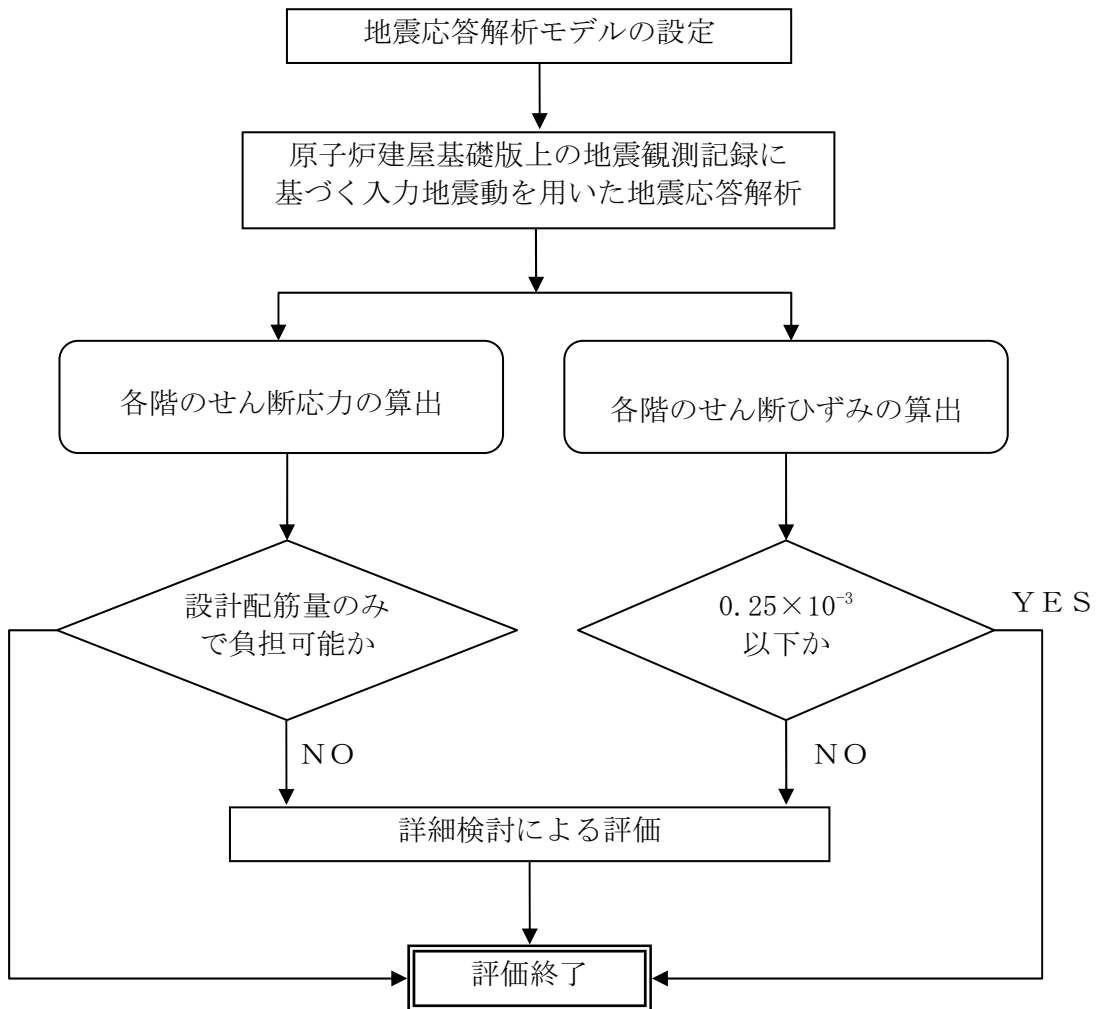 地震応答解析モデルの設定
原子炉建屋基礎版上の地震観測記録に
基づく入力地震動を用いた地震応答解析
各階のせん断応力の算出
各階のせん断ひずみの算出
設計配筋量のみ
で負担可能か
0.25×10⁻³
以下か
ＹＥＳ
ＮＯ
ＮＯ
詳細検討による評価
評価終了